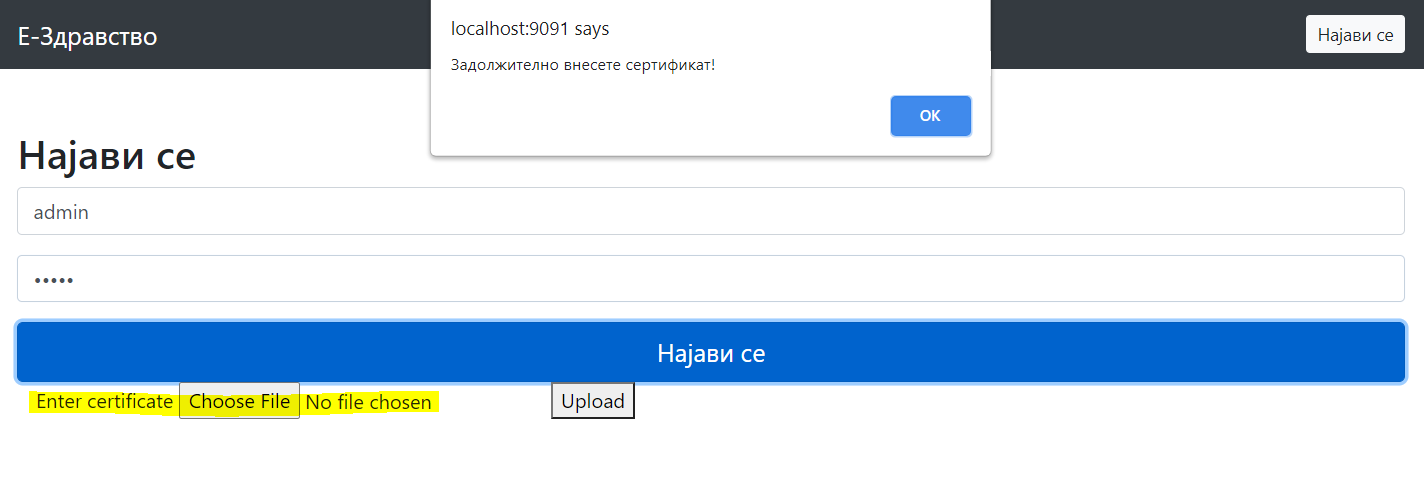 Е-Здравство
localhost:9091 says
Најави се
Задолжително внесете сертификат!
OK
Најави се
admin
•••••
Најави се
Enter certificate Choose File No file chosen Upload